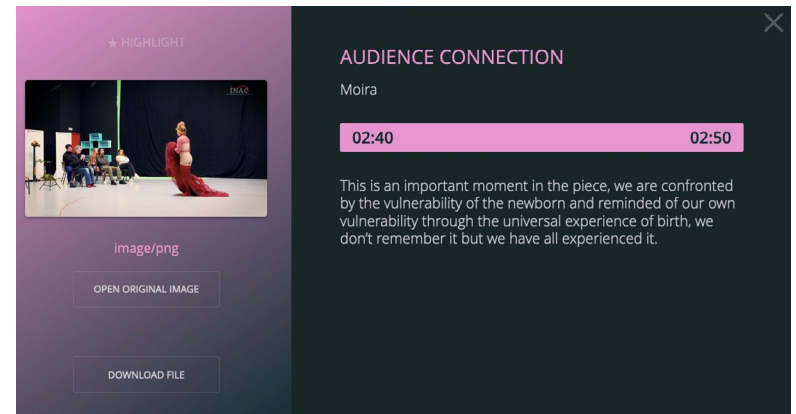 ★ HIGHLIGHT
INAC
image/png
OPEN ORIGINAL IMAGE
DOWNLOAD FILE
AUDIENCE CONNECTION
Moira
02:40 02:50
This is an important moment in the piece, we are confronted
by the vulnerability of the newborn and reminded of our own
vulnerability through the universal experience of birth, we
don't remember it but we have all experienced it.